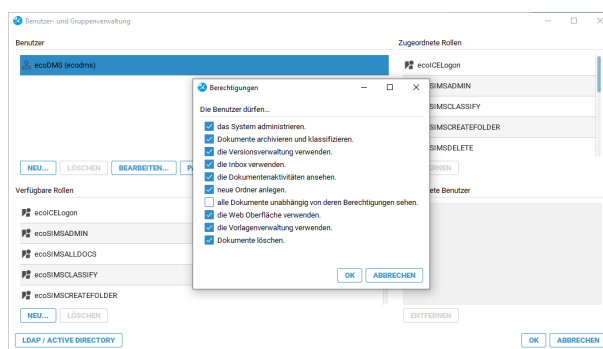 Benutzer- und Gruppenverwaltung
Benutzer
Zugeordnete Rollen
ecoDMS (ecodms)
ecoICELogon
SIMSADMIN
SIMSCLASSIFY
SIMSCREATEFOLDER
SIMSDELETE
Berechtigungen
Die Benutzer dürfen...
das System administrieren.
Dokumente archivieren und klassifizieren.
die Versionsverwaltung verwenden.
die Inbox verwenden.
die Dokumentenaktivitäten ansehen.
neue Ordner anlegen.
alle Dokumente unabhängig von deren Berechtigungen sehen.
die Web Oberfläche verwenden.
die Vorlagenverwaltung verwenden.
Dokumente löschen.
OK ABBRECHEN
NEU... LÖSCHEN BEARBEITEN...
ERNEN
Verfügbare Rollen
ete Benutzer
ecoICELogon
ecoSIMSADMIN
ecoSIMSALLDOCS
ecoSIMSCLASSIFY
ecoSIMSCREATEFOLDER
NEU... LÖSCHEN
ENTFERNEN
LDAP / ACTIVE DIRECTORY
OK ABBRECHEN